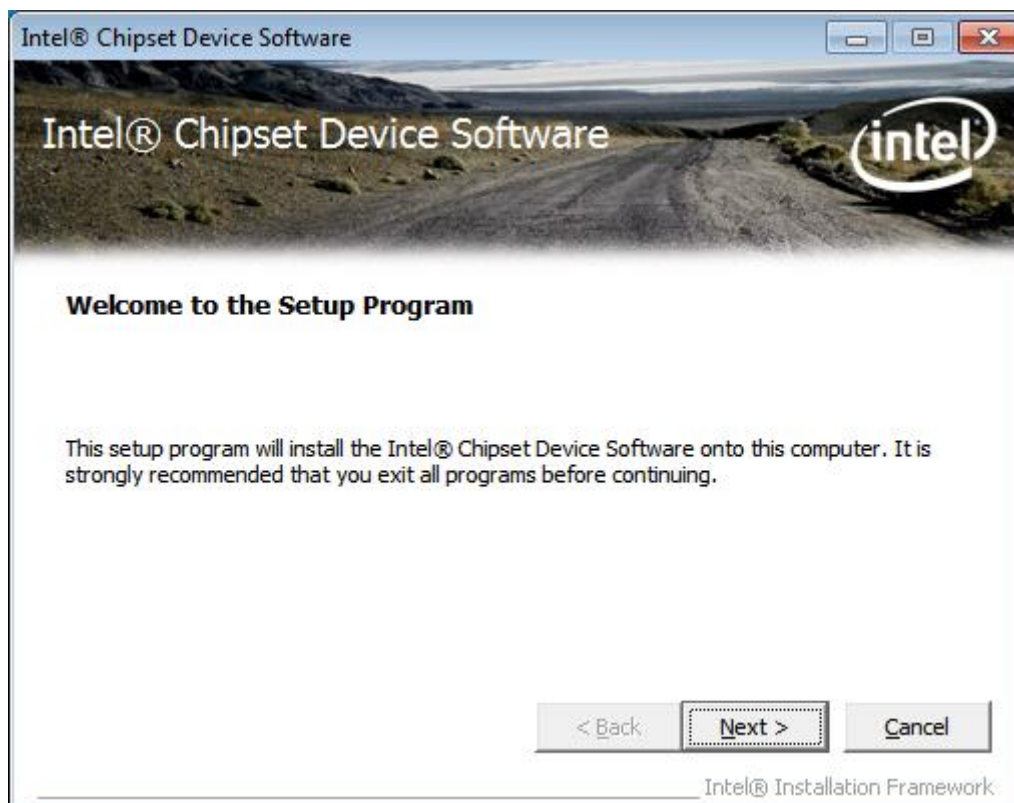 Intel® Chipset Device Software
Intel® Chipset Device Software
intel
Welcome to the Setup Program
This setup program will install the Intel® Chipset Device Software onto this computer. It is
strongly recommended that you exit all programs before continuing.
< Back Next > Cancel
Intel® Installation Framework